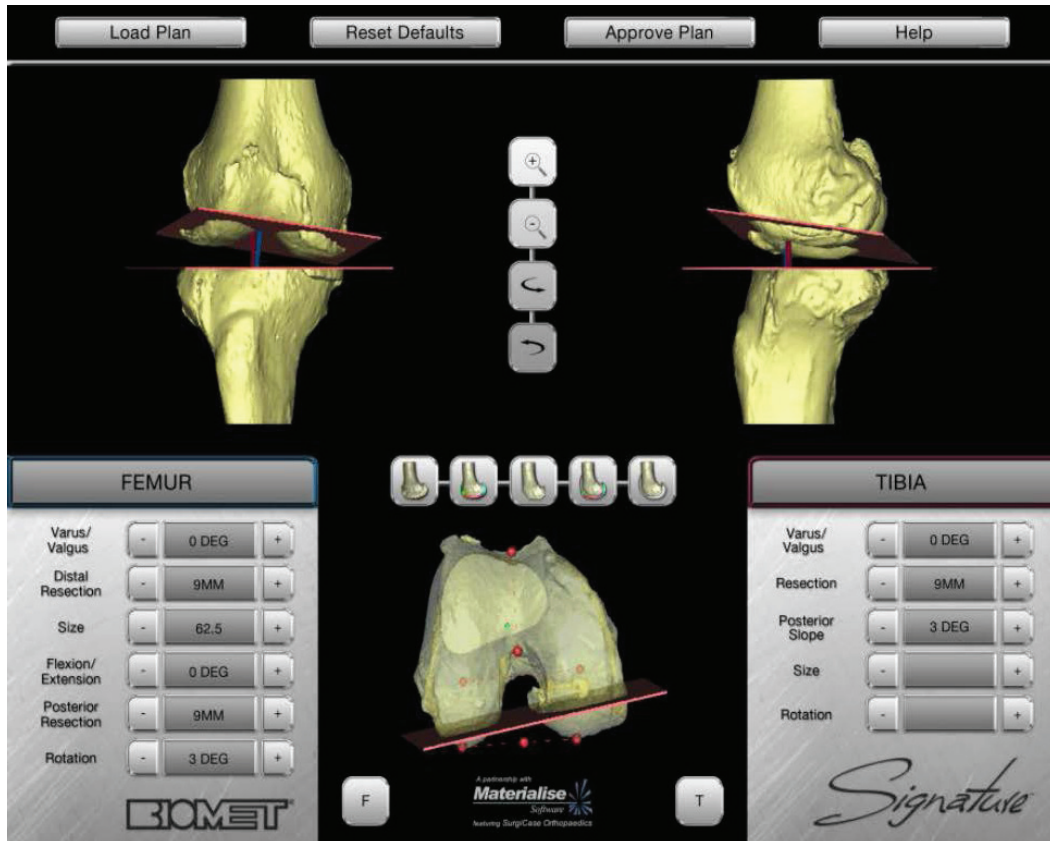 Load Plan
Reset Defaults
Approve Plan
Help
FEMUR
Varus/
Valgus
- 0 DEG +
Distal
Resection
- 9MM +
Size
- 62.5 +
Flexion/
Extension
- 0 DEG +
Posterior
Resection
- 9MM +
Rotation
- 3 DEG +
BIOMET
F
A partnership with
Materialise
Software
featuring SurgiCase Orthopaedics
T
TIBIA
Varus/
Valgus
- 0 DEG +
Resection
- 9MM +
Posterior
Slope
- 3 DEG +
Size
- +
Rotation
- +
Signature